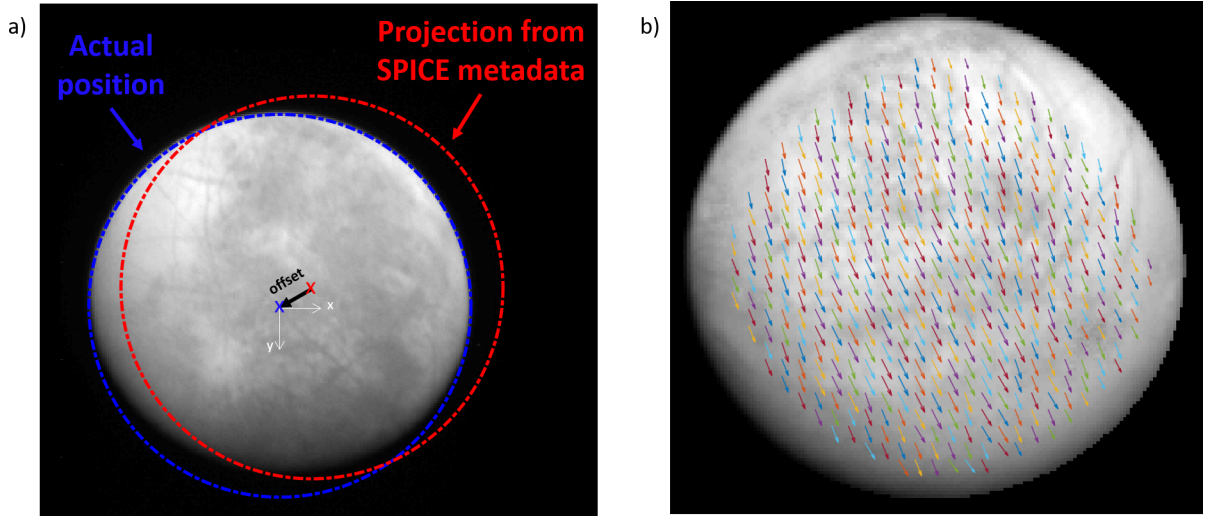 a)
Actual
position
Projection from
SPICE metadata
offset
X
X
x
y
b)